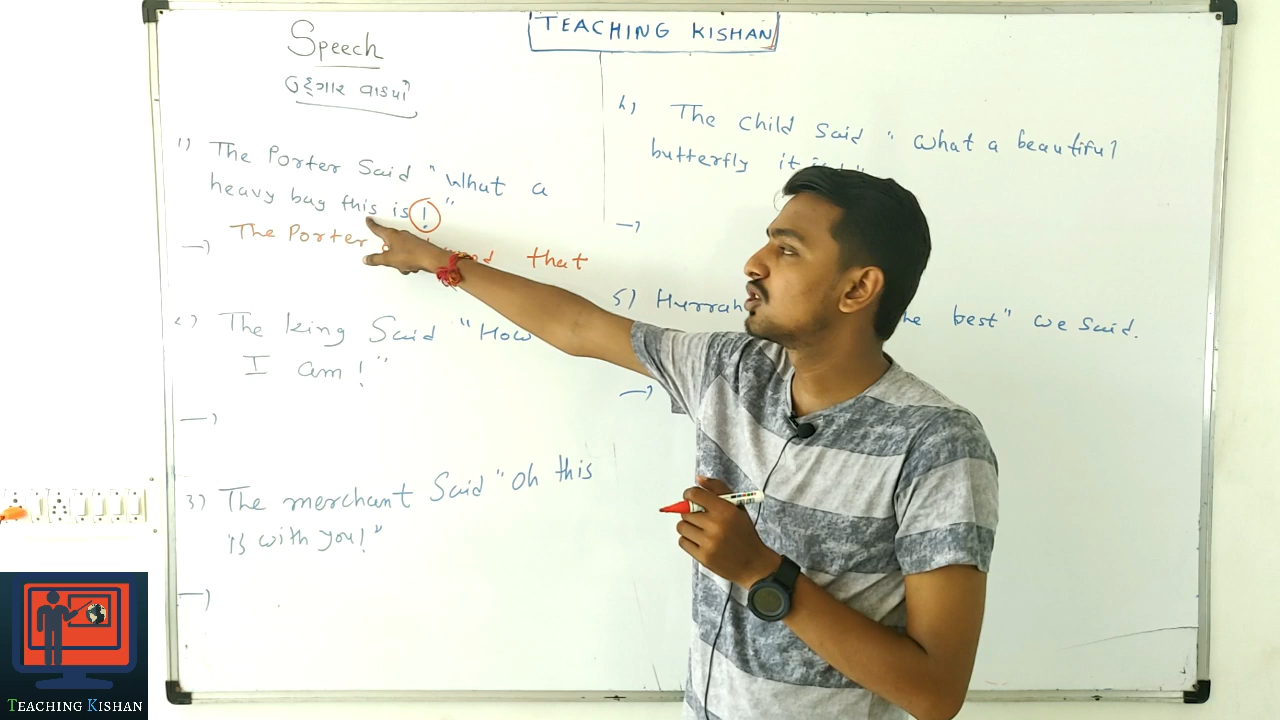 TEACHING KISHAN
Speech
ઉદ્દગાર વાક્યો
1) The Porter Said "What a
heavy bag this is!"
→ The Porter that
2) The king Said "How
I am!"
→
3) The merchant Said "Oh this
is with you!"
→
4) The child Said "What a beautiful
butterfly it
→
5) Hurrah best" we said.
→
TEACHING KISHAN